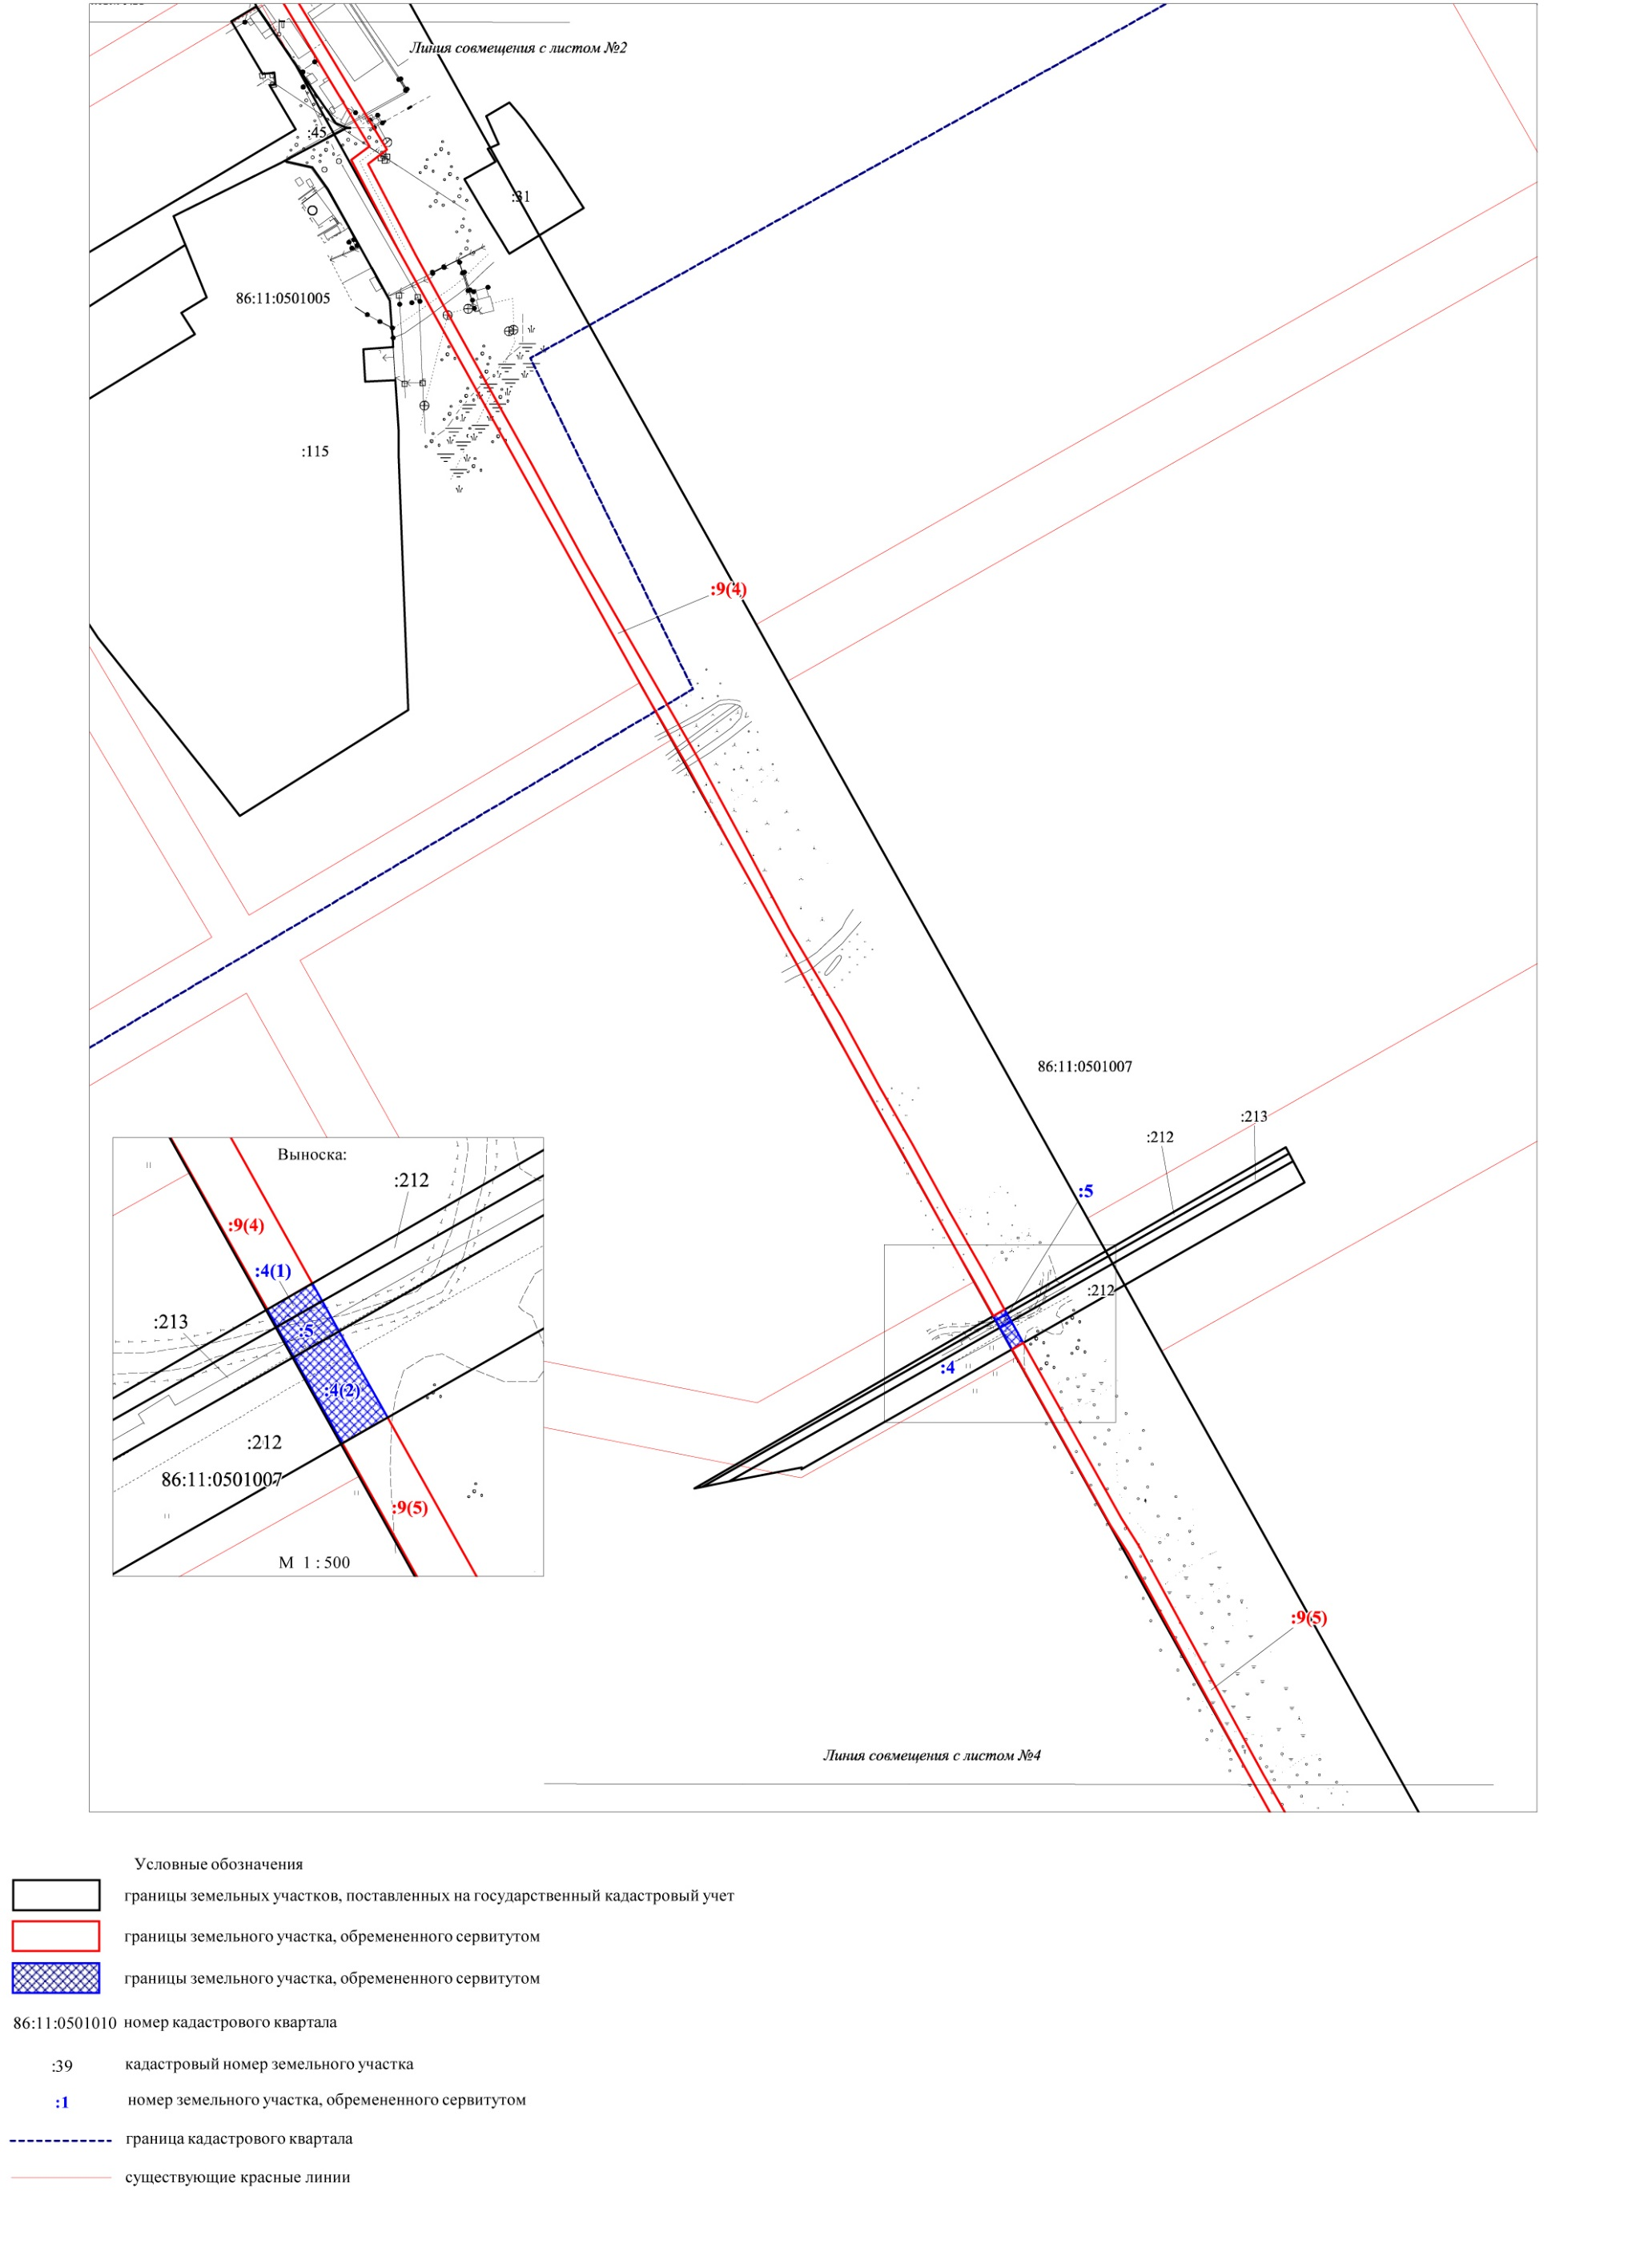 Линия совмещения с листом №2
:45
:31
86:11:0501005
:115
:9(4)
86:11:0501007
:213
:212
:5
:212
:4
Выноска:
:212
:9(4)
:4(1)
:213
:5
:4(2)
:212
86:11:0501007
:9(5)
М 1 : 500
:9(5)
Линия совмещения с листом №4
Условные обозначения
границы земельных участков, поставленных на государственный кадастровый учет
границы земельного участка, обремененного сервитутом
границы земельного участка, обремененного сервитутом
86:11:0501010 номер кадастрового квартала
:39 кадастровый номер земельного участка
:1 номер земельного участка, обремененного сервитутом
граница кадастрового квартала
существующие красные линии